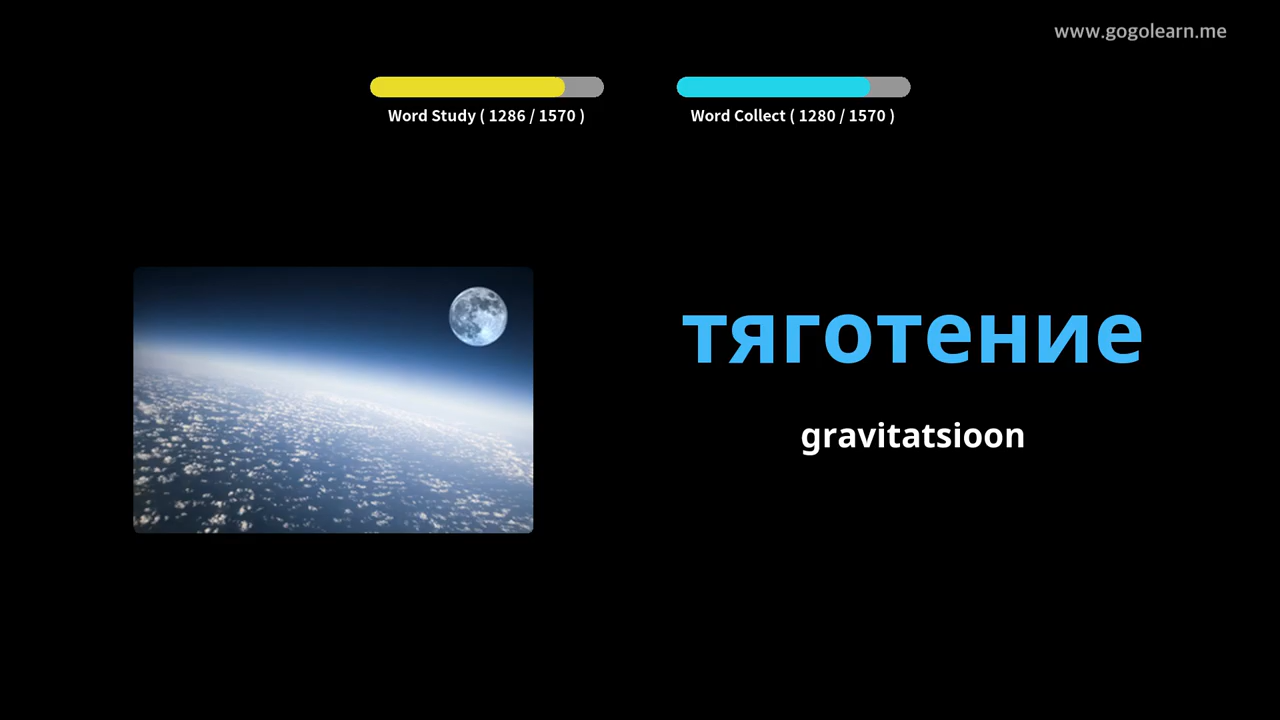 www.gogolearn.me
Word Study ( 1286 / 1570 )
Word Collect ( 1280 / 1570 )
тяготение
gravitatsioon